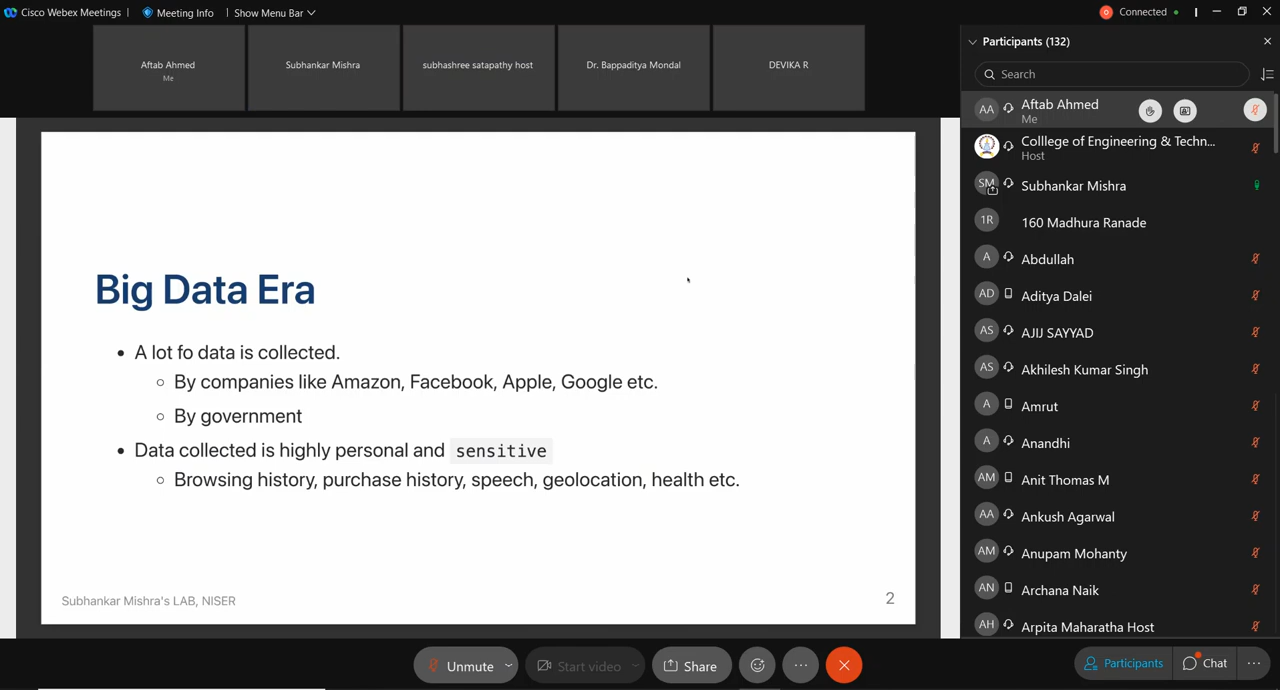 Cisco Webex Meetings | Meeting Info | Show Menu Bar
Connected
Aftab Ahmed
Me
Subhankar Mishra
subhashree satapathy host
Dr. Bappaditya Mondal
DEVIKA R
Big Data Era
• A lot fo data is collected.
◦ By companies like Amazon, Facebook, Apple, Google etc.
◦ By government
• Data collected is highly personal and sensitive
◦ Browsing history, purchase history, speech, geolocation, health etc.
Subhankar Mishra's LAB, NISER
2
Participants (132)
Search
AA Aftab Ahmed
Me
Colllege of Engineering & Techn...
Host
SM Subhankar Mishra
1R 160 Madhura Ranade
A Abdullah
AD Aditya Dalei
AS AJIJ SAYYAD
AS Akhilesh Kumar Singh
A Amrut
A Anandhi
AM Anit Thomas M
AA Ankush Agarwal
AM Anupam Mohanty
AN Archana Naik
AH Arpita Maharatha Host
Unmute
Start video
Share
Participants
Chat